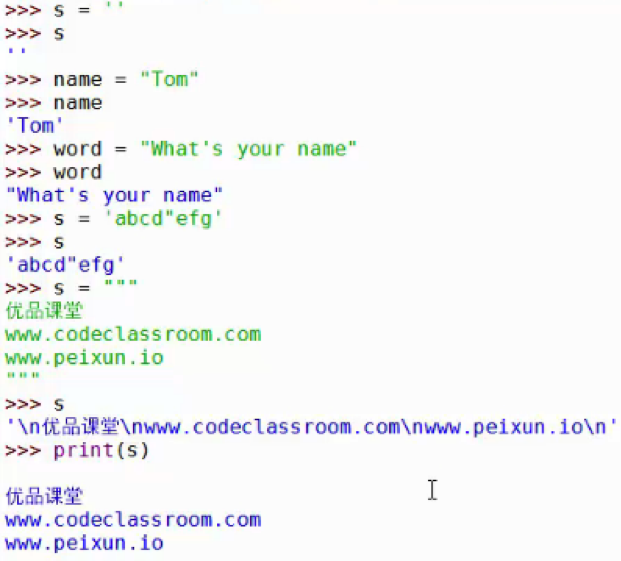 >>> s = ''
>>> s
''
>>> name = "Tom"
>>> name
'Tom'
>>> word = "What's your name"
>>> word
"What's your name"
>>> s = 'abcd"efg'
>>> s
'abcd"efg'
>>> s = """
优品课堂
www.codeclassroom.com
www.peixun.io
"""
>>> s
'\n优品课堂\nwww.codeclassroom.com\nwww.peixun.io\n'
>>> print(s)
优品课堂
www.codeclassroom.com
www.peixun.io